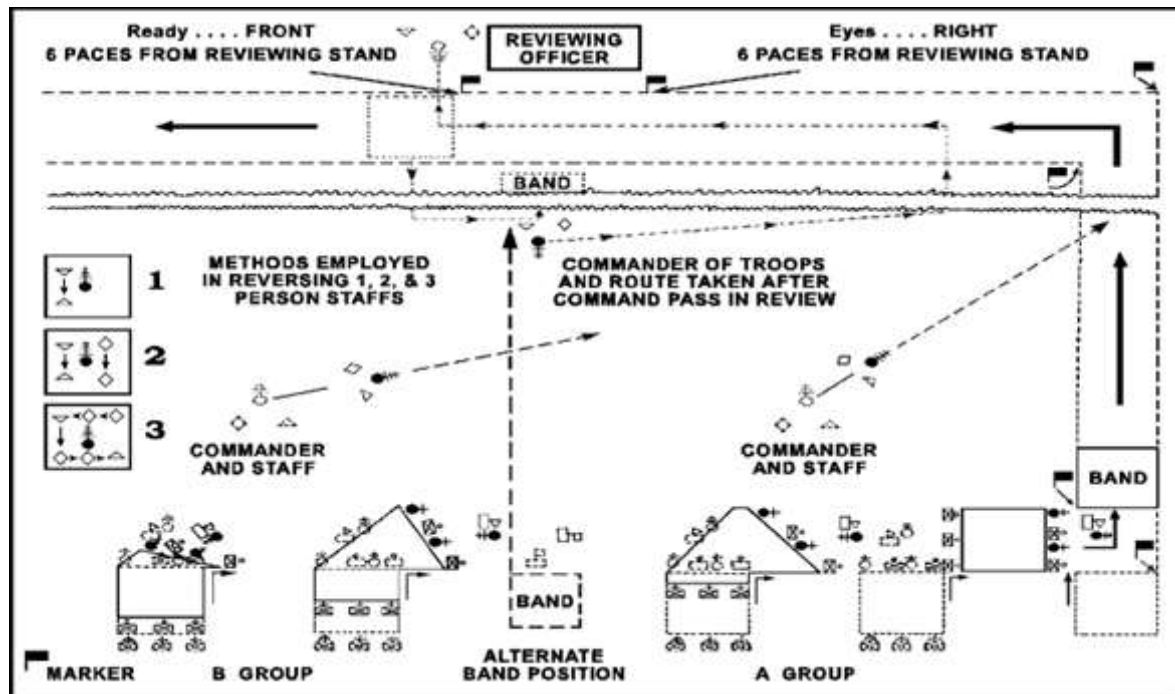 Ready . . . . FRONT
6 PACES FROM REVIEWING STAND
REVIEWING
OFFICER
Eyes . . . . RIGHT
6 PACES FROM REVIEWING STAND
BAND
METHODS EMPLOYED
IN REVERSING 1, 2, & 3
PERSON STAFFS
COMMANDER OF TROOPS
AND ROUTE TAKEN AFTER
COMMAND PASS IN REVIEW
1
2
3
COMMANDER
AND STAFF
COMMANDER
AND STAFF
BAND
BAND
MARKER
B GROUP
ALTERNATE
BAND POSITION
A GROUP